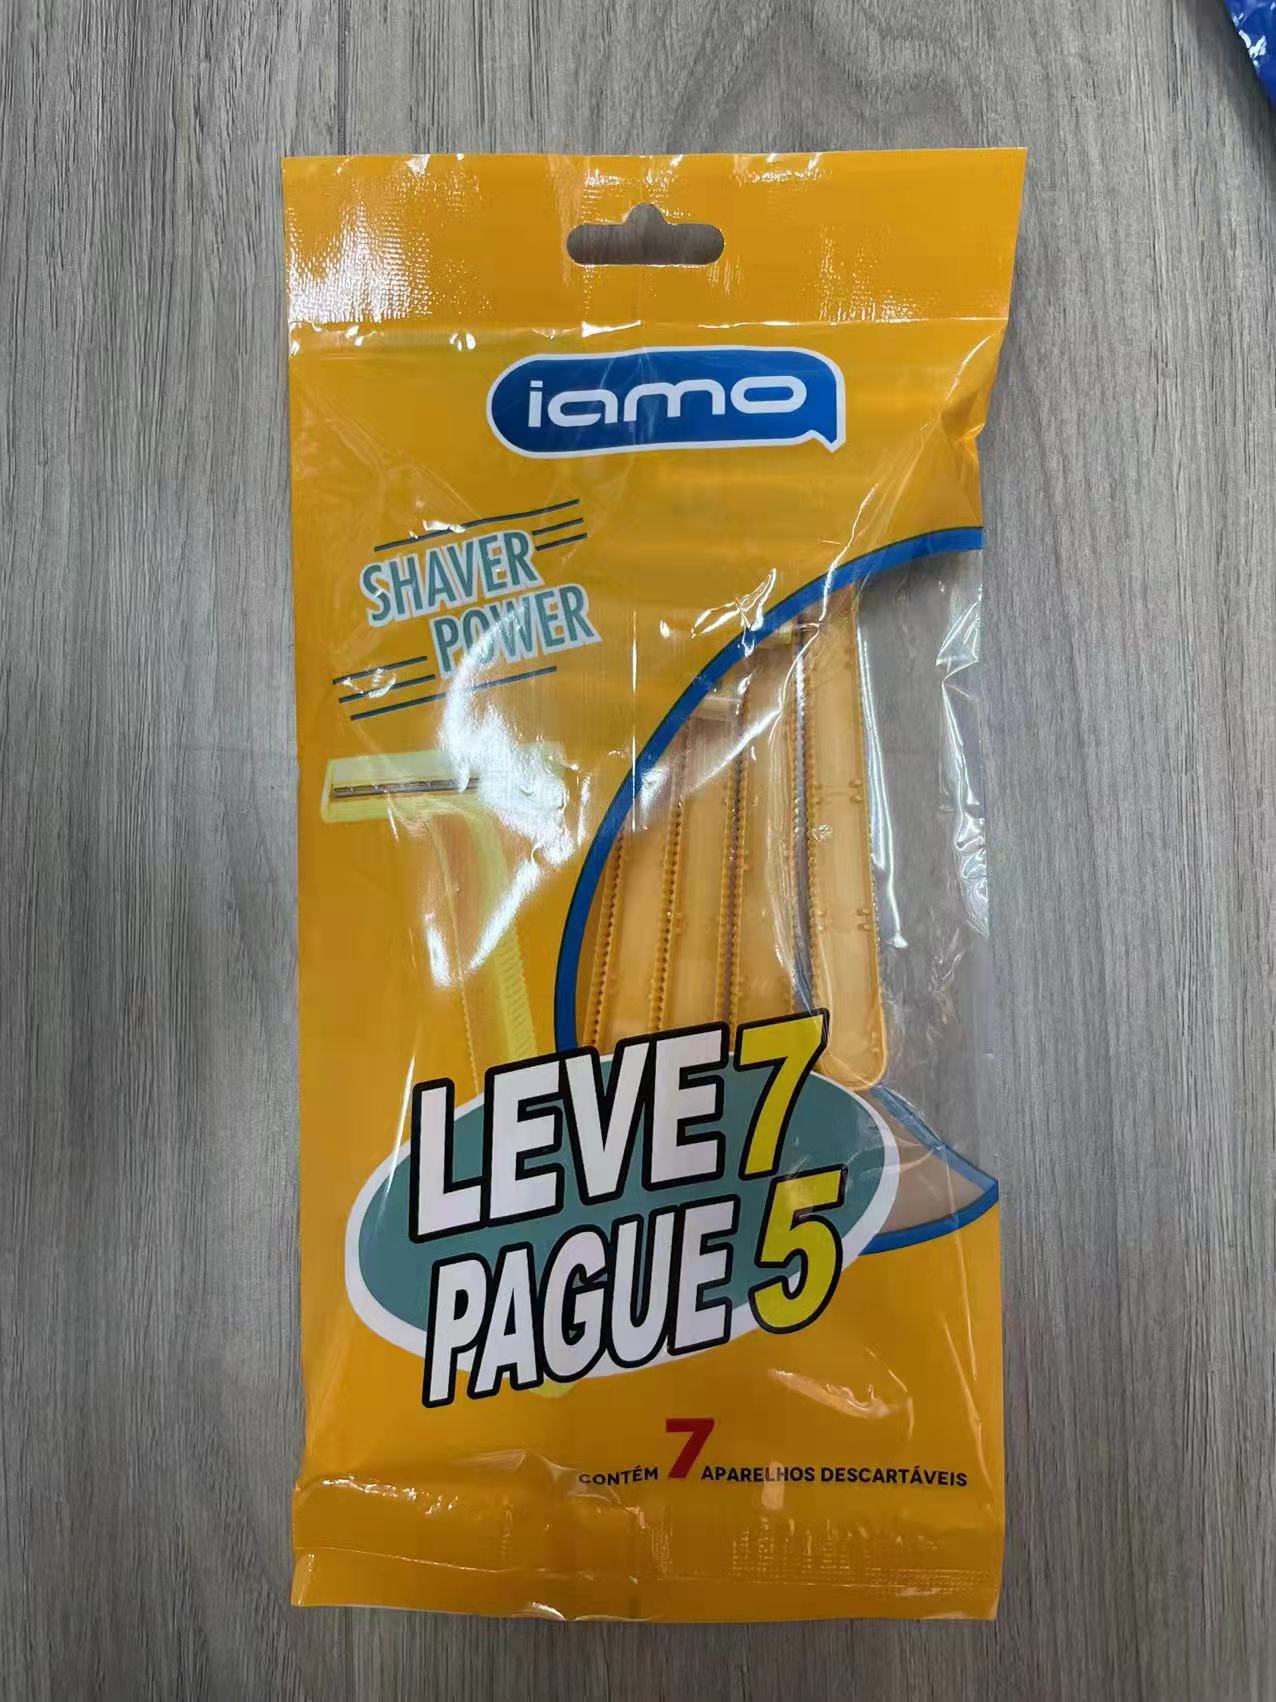 iamo
SHAVER
POWER
LEVE 7
PAGUE 5
CONTÉM 7 APARELHOS DESCARTÁVEIS